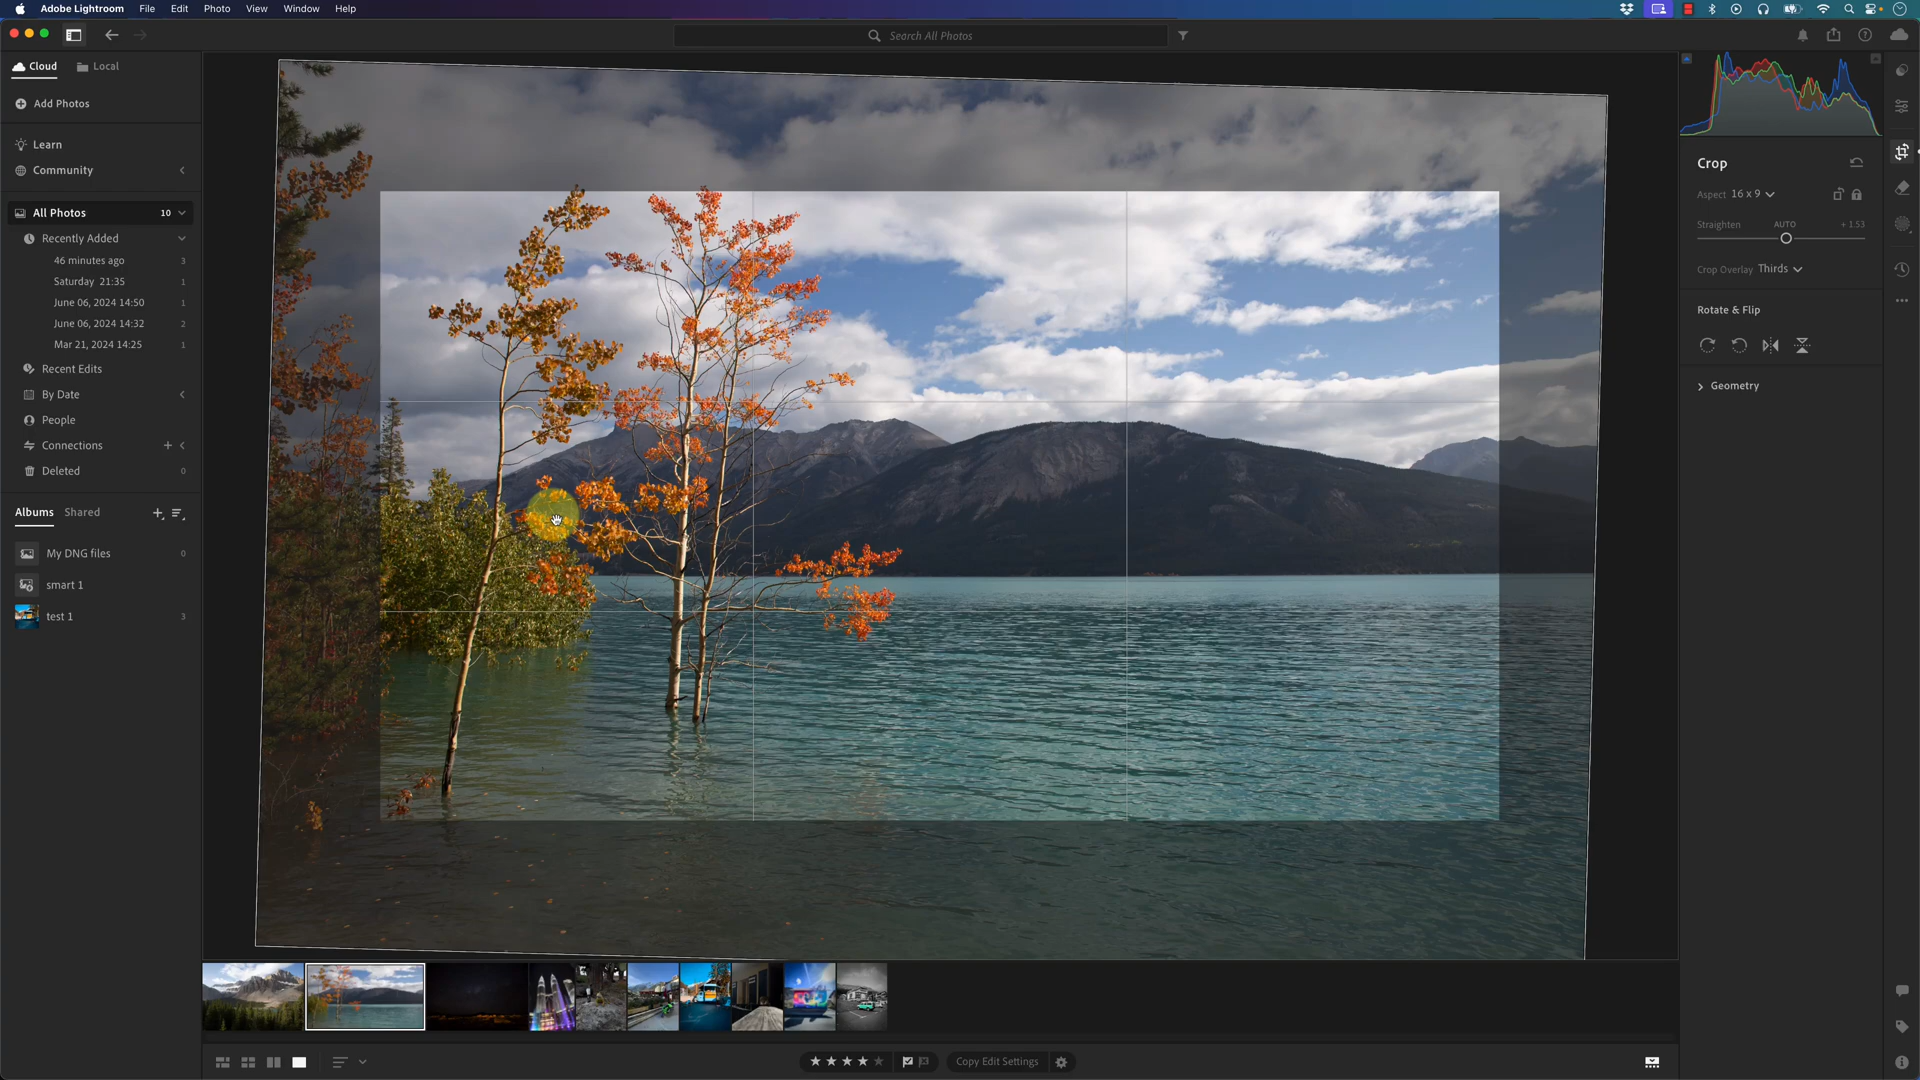 Adobe Lightroom File Edit Photo View Window Help
Search All Photos
Cloud Local
Add Photos
Learn
Community
All Photos 10
Recently Added
46 minutes ago 3
Saturday 21:35 1
June 06, 2024 14:50 1
June 06, 2024 14:32 2
Mar 21, 2024 14:25 1
Recent Edits
By Date
People
Connections
Deleted 0
Albums Shared
My DNG files 0
smart 1
test 1 3
Crop
Aspect 16 x 9
Straighten AUTO + 1.53
Crop Overlay Thirds
Rotate & Flip
Geometry
Copy Edit Settings